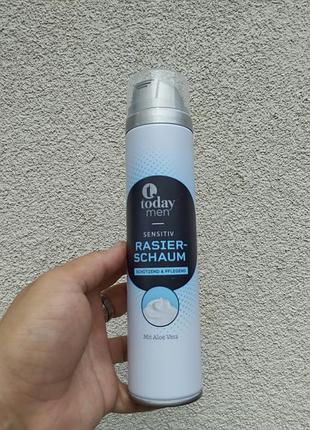 today
men
SENSITIV
RASIER-
SCHAUM
SCHÜTZEND & PFLEGEND
Mit Aloe Vera